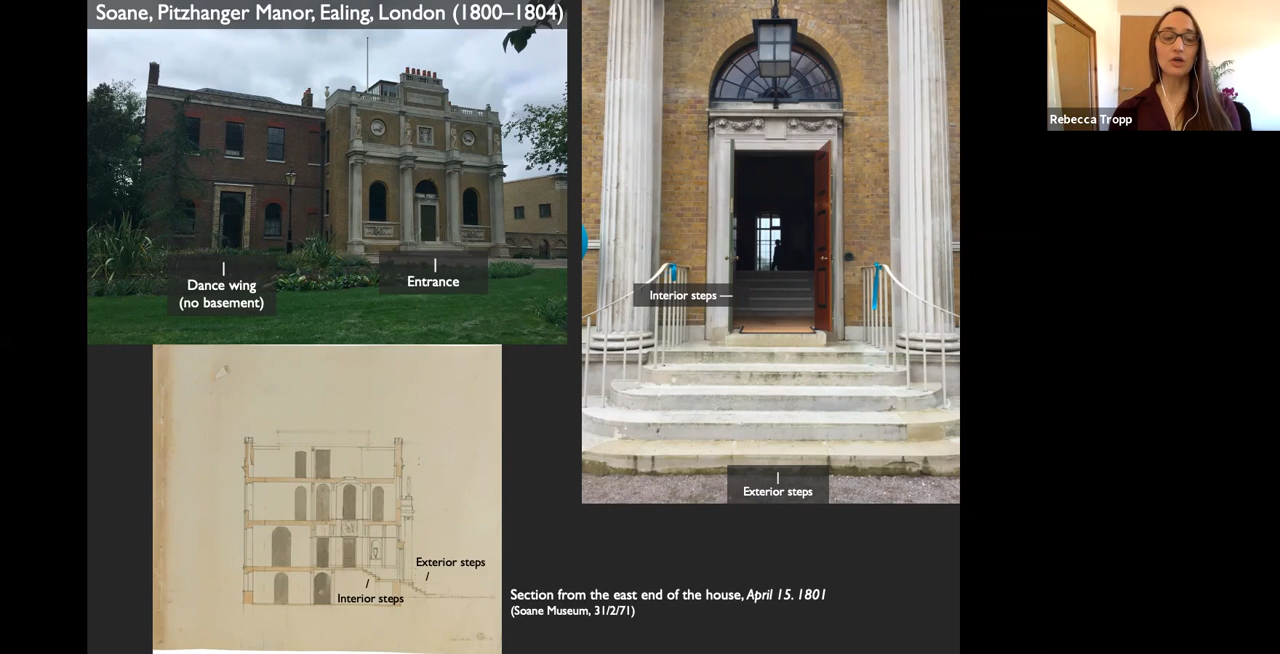 Soane, Pitzhanger Manor, Ealing, London (1800–1804)
Dance wing
(no basement)
Entrance
Interior steps
Exterior steps
Exterior steps
Interior steps
Section from the east end of the house, April 15. 1801
(Soane Museum, 31/2/71)
Rebecca Tropp